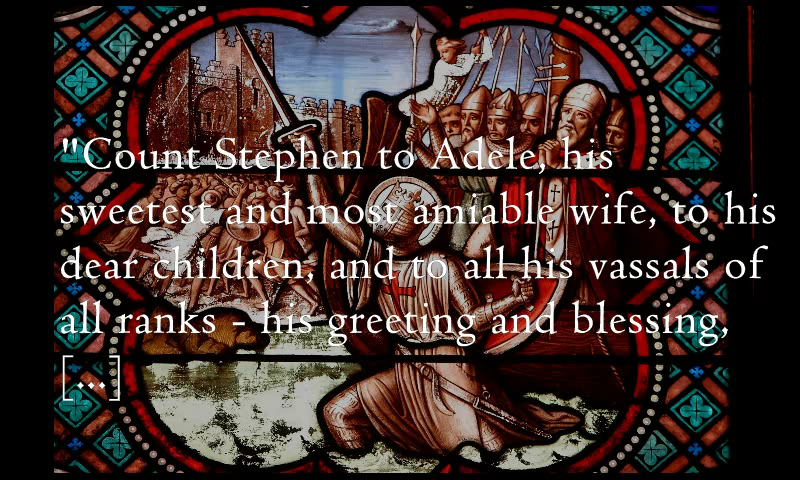 "Count Stephen to Adele, his
sweetest and most amiable wife, to his
dear children, and to all his vassals of
all ranks - his greeting and blessing,
[...]